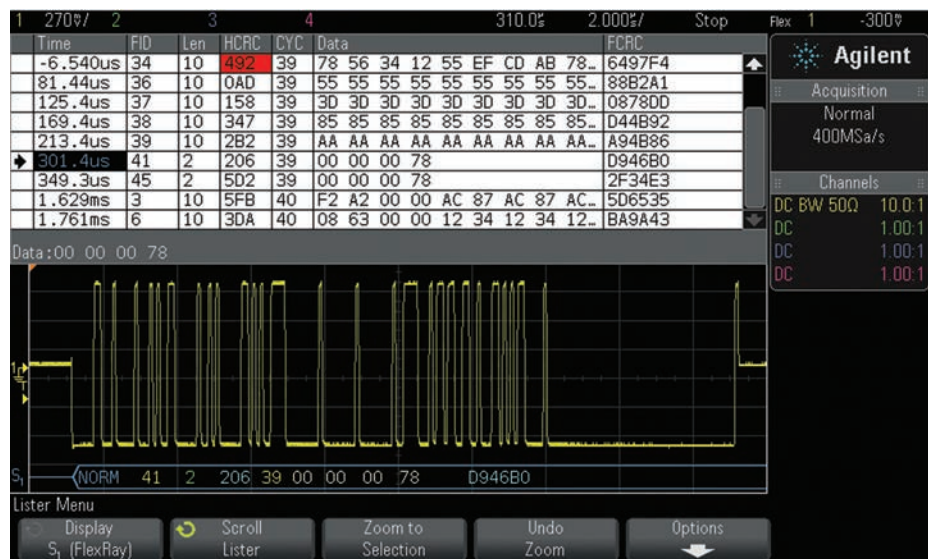 1 270▽/ 2 3 4 310.0s 2.000s/ Stop Flex 1 -300▽
Time FID Len HCRC CYC Data FCRC
-6.540us 34 10 492 39 78 56 34 12 55 EF CD AB 78… 6497F4
81.44us 36 10 0AD 39 55 55 55 55 55 55 55 55 55… 88B2A1
125.4us 37 10 158 39 3D 3D 3D 3D 3D 3D 3D 3D 3D… 0878DD
169.4us 38 10 347 39 85 85 85 85 85 85 85 85 85… D44B92
213.4us 39 10 2B2 39 AA AA AA AA AA AA AA AA AA… A94B86
301.4us 41 2 206 39 00 00 00 78 D946B0
349.3us 45 2 5D2 39 00 00 00 78 2F34E3
1.629ms 3 10 5FB 40 F2 A2 00 00 AC 87 AC 87 AC… 5D6535
1.761ms 6 10 3DA 40 08 63 00 00 12 34 12 34 12… BA9A43
Data:00 00 00 78
Agilent
Acquisition
Normal
400MSa/s
Channels
DC BW 50Ω 10.0:1
DC 1.00:1
DC 1.00:1
DC 1.00:1
1
S₁ NORM 41 2 206 39 00 00 00 78 D946B0
Lister Menu
Display
S₁ (FlexRay)
Scroll
Lister
Zoom to
Selection
Undo
Zoom
Options